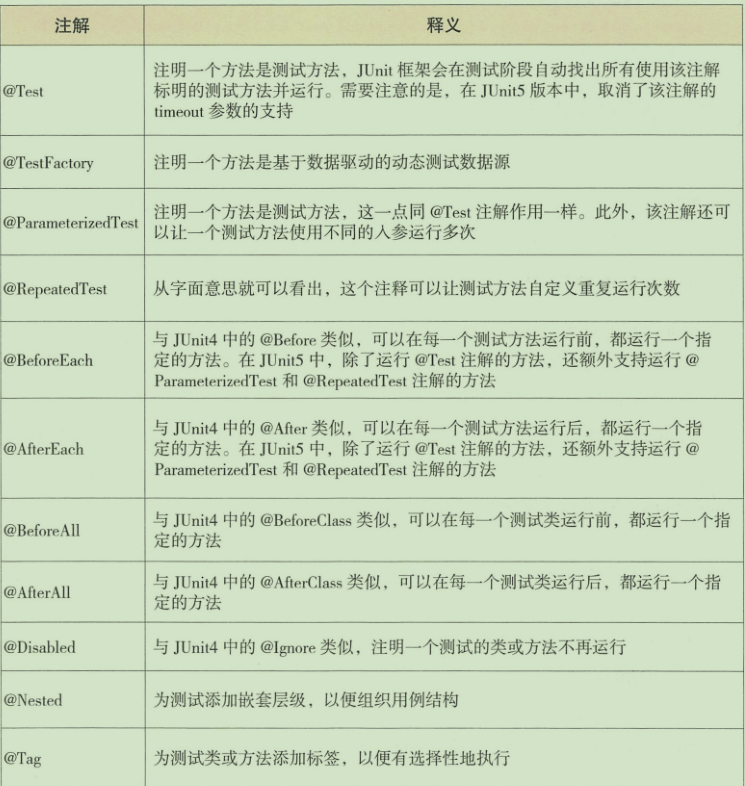 注解
释义
@Test
注明一个方法是测试方法，JUnit 框架会在测试阶段自动找出所有使用该注解
标明的测试方法并运行。需要注意的是，在 JUnit5 版本中，取消了该注解的
timeout 参数的支持
@TestFactory
注明一个方法是基于数据驱动的动态测试数据源
@ParameterizedTest
注明一个方法是测试方法，这一点同 @Test 注解作用一样。此外，该注解还可
以让一个测试方法使用不同的入参运行多次
@RepeatedTest
从字面意思就可以看出，这个注释可以让测试方法自定义重复运行次数
@BeforeEach
与 JUnit4 中的 @Before 类似，可以在每一个测试方法运行前，都运行一个指
定的方法。在 JUnit5 中，除了运行 @Test 注解的方法，还额外支持运行 @
ParameterizedTest 和 @RepeatedTest 注解的方法
@AfterEach
与 JUnit4 中的 @After 类似，可以在每一个测试方法运行后，都运行一个指
定的方法。在 JUnit5 中，除了运行 @Test 注解的方法，还额外支持运行 @
ParameterizedTest 和 @RepeatedTest 注解的方法
@BeforeAll
与 JUnit4 中的 @BeforeClass 类似，可以在每一个测试类运行前，都运行一个指
定的方法
@AfterAll
与 JUnit4 中的 @AfterClass 类似，可以在每一个测试类运行后，都运行一个指
定的方法
@Disabled
与 JUnit4 中的 @Ignore 类似，注明一个测试的类或方法不再运行
@Nested
为测试添加嵌套层级，以便组织用例结构
@Tag
为测试类或方法添加标签，以便有选择性地执行